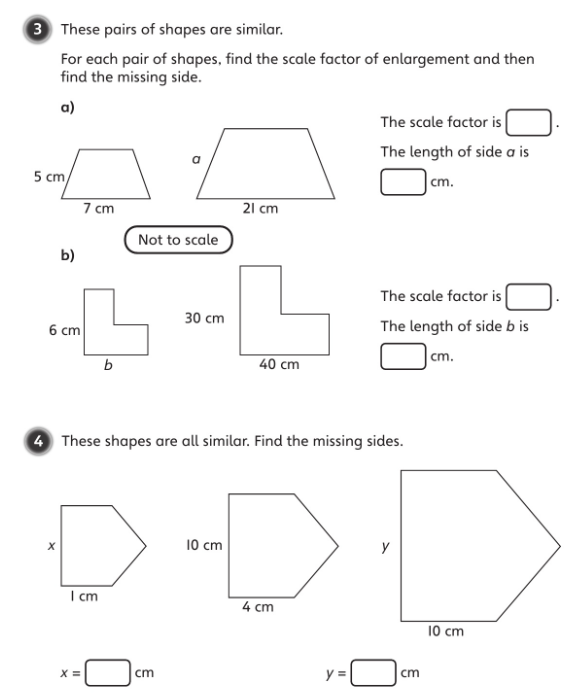 3 These pairs of shapes are similar.
For each pair of shapes, find the scale factor of enlargement and then
find the missing side.
a)
The scale factor is .
The length of side a is
cm.
a
5 cm
7 cm
21 cm
Not to scale
b)
The scale factor is .
The length of side b is
cm.
30 cm
6 cm
b
40 cm
4 These shapes are all similar. Find the missing sides.
x
10 cm
y
1 cm
4 cm
10 cm
x = cm
y = cm